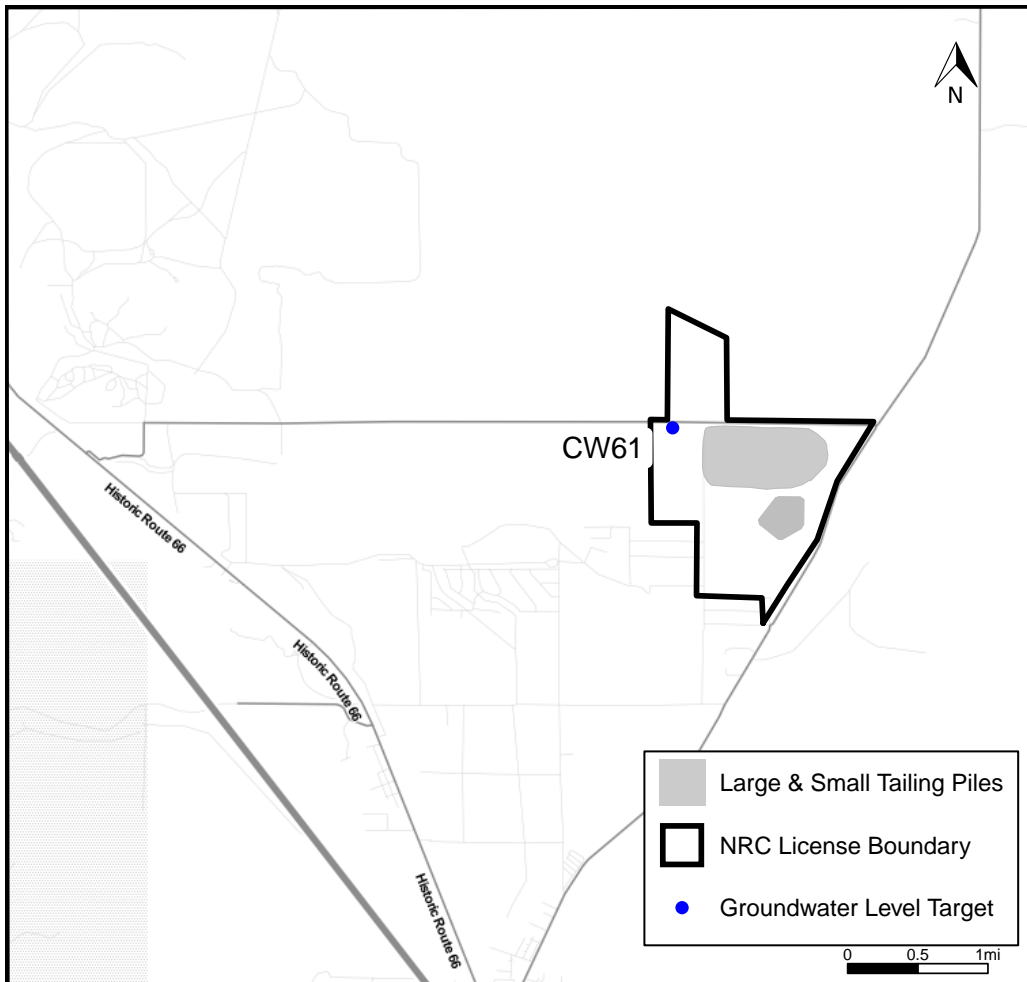 N
CW61
Historic Route 66
Historic Route 66
Historic Route 66
Large & Small Tailing Piles
NRC License Boundary
Groundwater Level Target
0 0.5 1mi